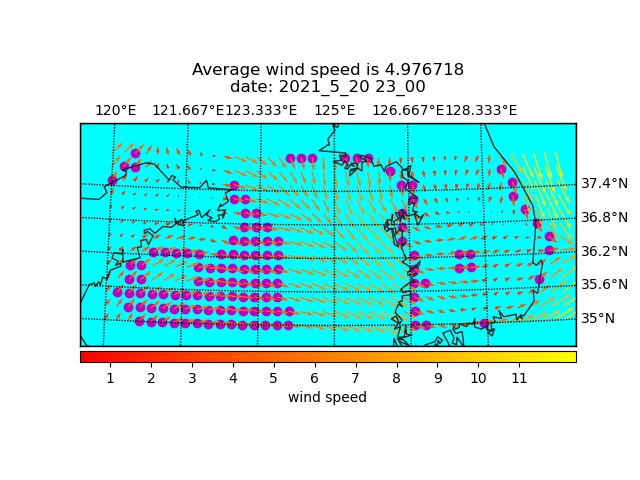 Average wind speed is 4.976718
date: 2021_5_20 23_00
120°E 121.667°E 123.333°E 125°E 126.667°E 128.333°E
37.4°N
36.8°N
36.2°N
35.6°N
35°N
1 2 3 4 5 6 7 8 9 10 11
wind speed